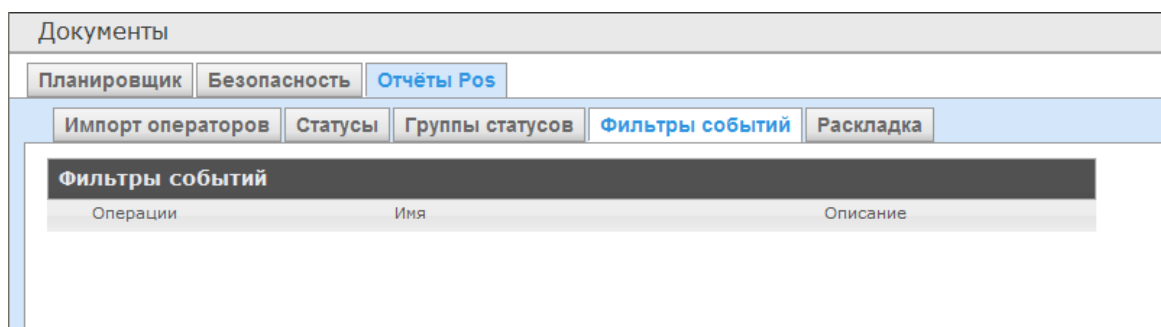 Документы
Планировщик Безопасность Отчёты Pos
Импорт операторов Статусы Группы статусов Фильтры событий Раскладка
Фильтры событий
Операции Имя Описание